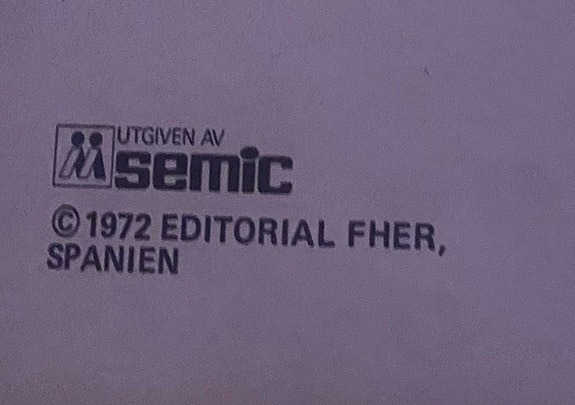 UTGIVEN AV
semic
© 1972 EDITORIAL FHER,
SPANIEN